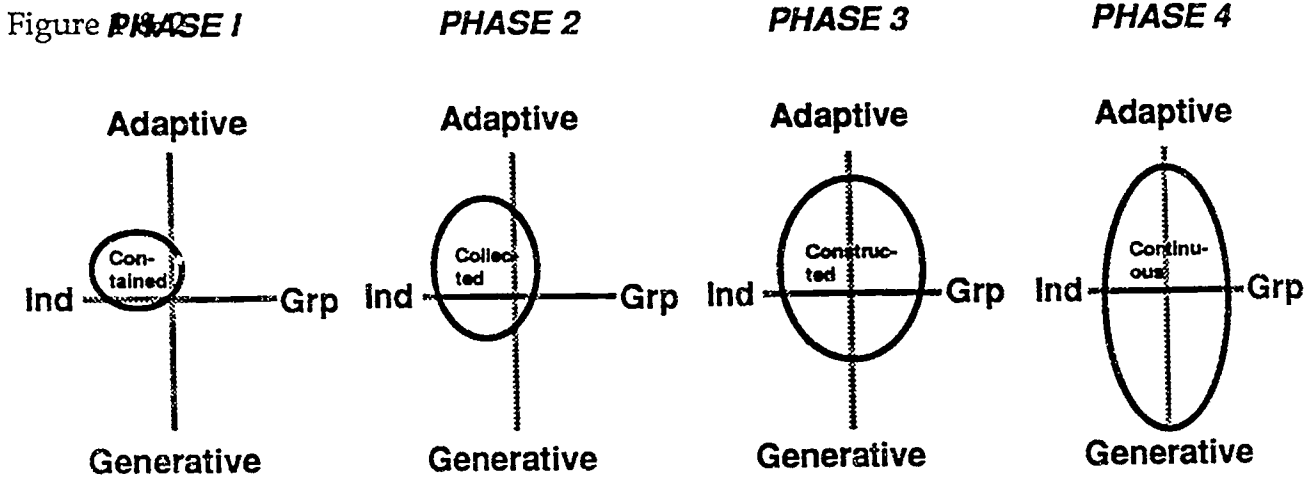 Figure PHASE 1 PHASE 2 PHASE 3 PHASE 4
Adaptive Adaptive Adaptive Adaptive
Con-
tained
Collec-
ted
Construc-
ted
Continu-
ous
Ind Grp Ind Grp Ind Grp Ind Grp
Generative Generative Generative Generative